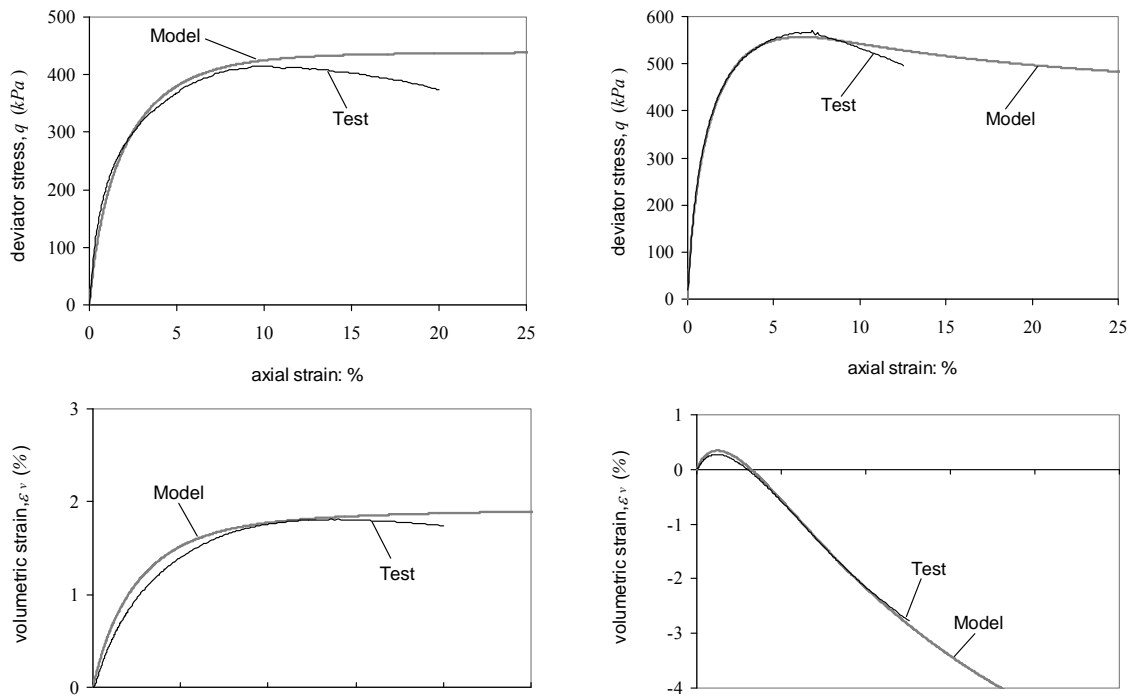 500
400
300
200
100
0
deviator stress, q (kPa)
Model
Test
0 5 10 15 20 25
axial strain: %
600
500
400
300
200
100
0
deviator stress, q (kPa)
Test
Model
0 5 10 15 20 25
axial strain: %
3
2
1
0
volumetric strain,εv (%)
Model
Test
1
0
-1
-2
-3
-4
volumetric strain,εv (%)
Test
Model